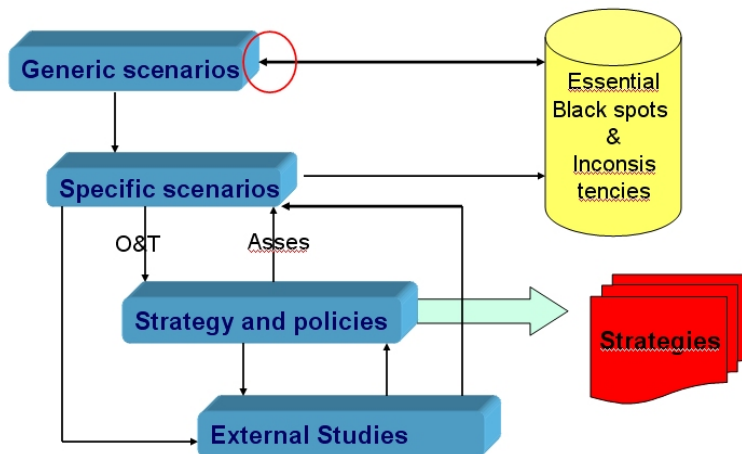 Generic scenarios
Essential
Black spots
&
Inconsis
tencies
Specific scenarios
O&T
Asses
Strategy and policies
Strategies
External Studies